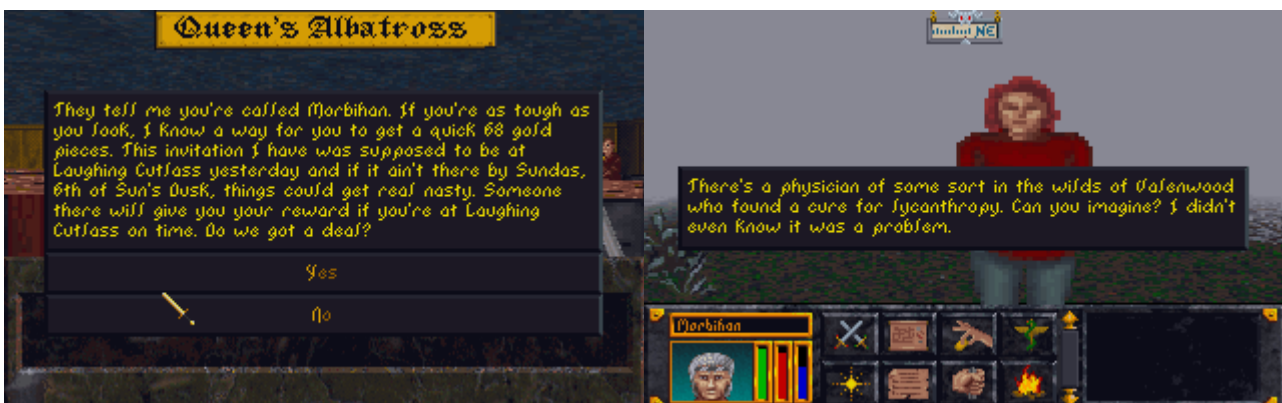 Queen's Albatross
They tell me you're called Morbihan. If you're as tough as
you look, I know a way for you to get a quick 68 gold
pieces. This invitation I have was supposed to be at
Laughing Cutlass yesterday and if it ain't there by Sundas,
6th of Sun's Dusk, things could get real nasty. Someone
there will give you your reward if you're at Laughing
Cutlass on time. Do we got a deal?
Yes
No
NE
There's a physician of some sort in the wilds of Valenwood
who found a cure for lycanthropy. Can you imagine? I didn't
even know it was a problem.
Morbihan